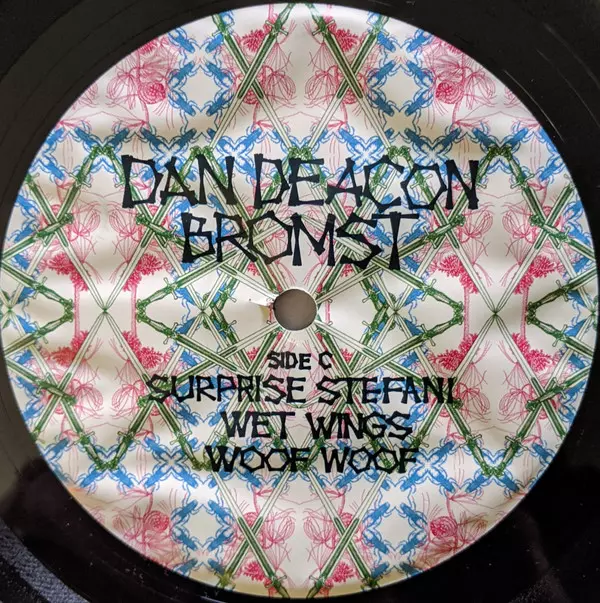 DAN DEACON
BROMST
SIDE C
SURPRISE STEFANI
WET WINGS
WOOF WOOF